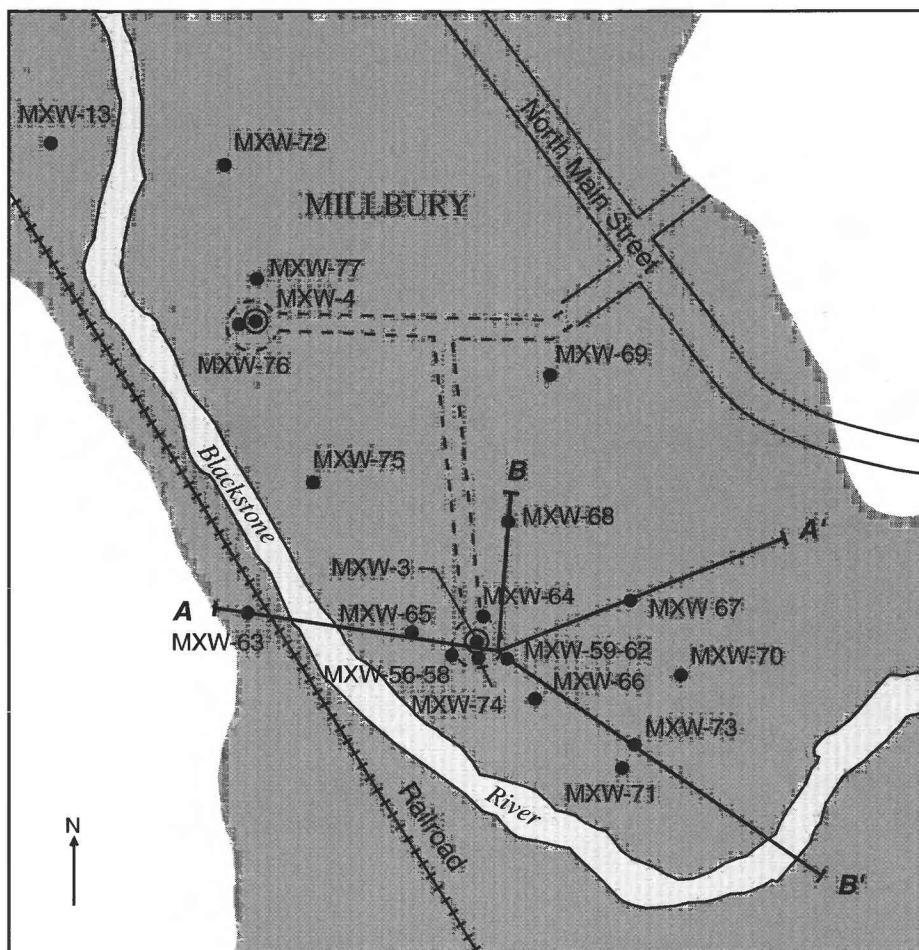 MXW-13
MXW-72
North Main Street
MILLBURY
MXW-77
MXW-4
MXW-76
MXW-69
Blackstone
MXW-75
B
MXW-68
A'
MXW-3
MXW-64
MXW-67
A
MXW-65
MXW-63
MXW-59-62
MXW-56-58
MXW-70
MXW-66
MXW-74
MXW-73
MXW-71
River
Railroad
N
B'